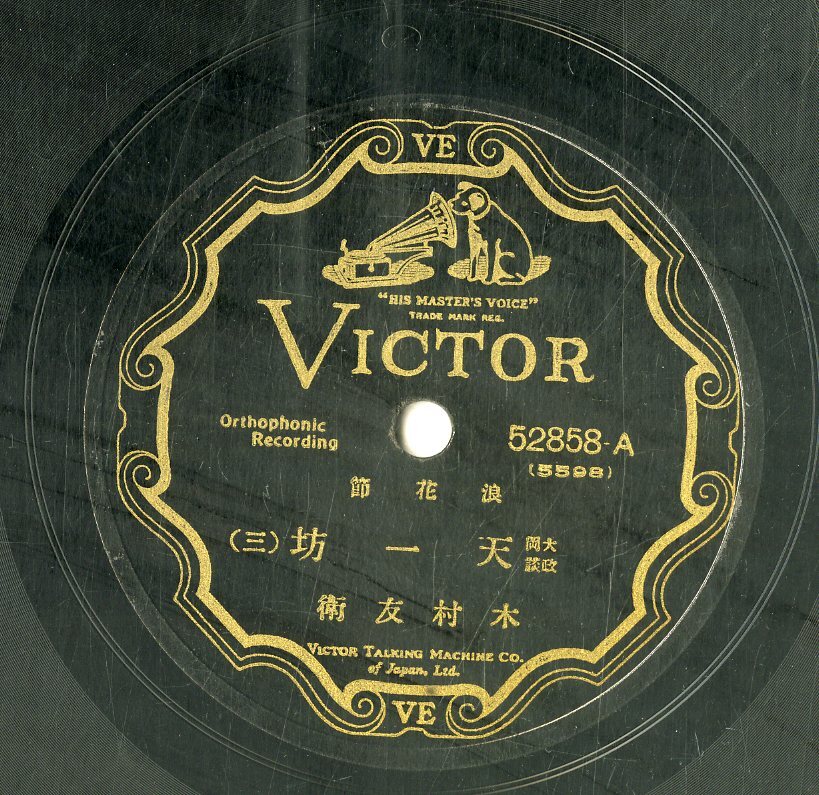 VE
"HIS MASTER'S VOICE"
TRADE MARK REG.
VICTOR
Orthophonic
Recording
52858-A
(5598)
浪花節
大岡政談 天一坊 (三)
木村友衛
VICTOR TALKING MACHINE CO.
of Japan, Ltd.
VE